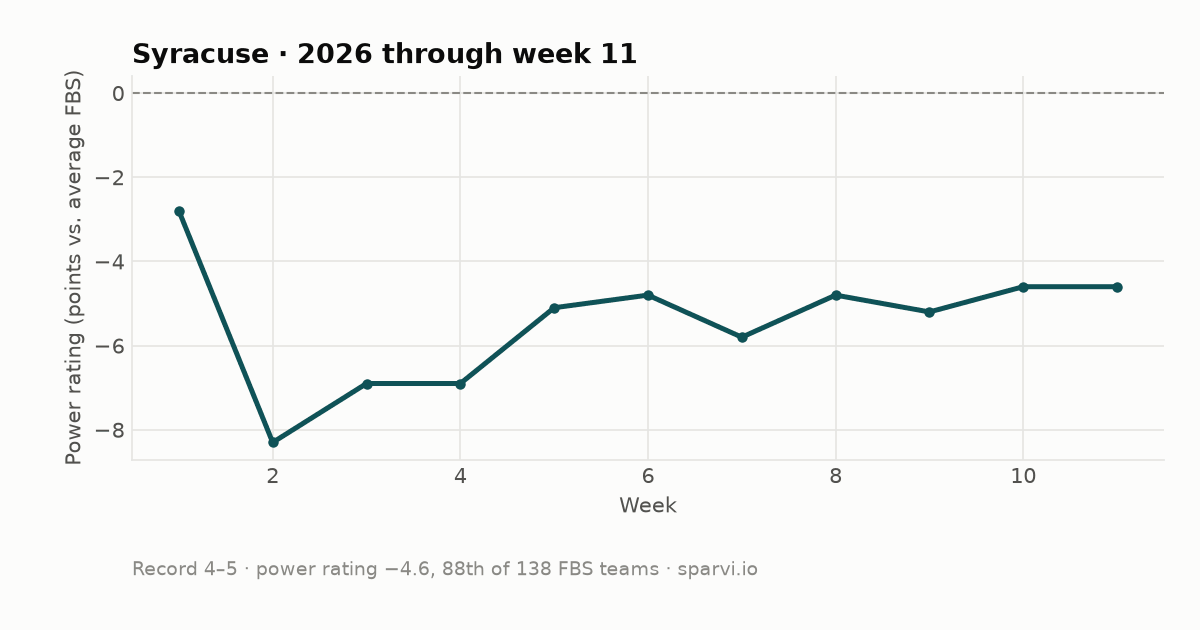 Syracuse · 2026 through week 11
Power rating (points vs. average FBS)
0
−2
−4
−6
−8
2 4 6 8 10
Week
Record 4–5 · power rating −4.6, 88th of 138 FBS teams · sparvi.io